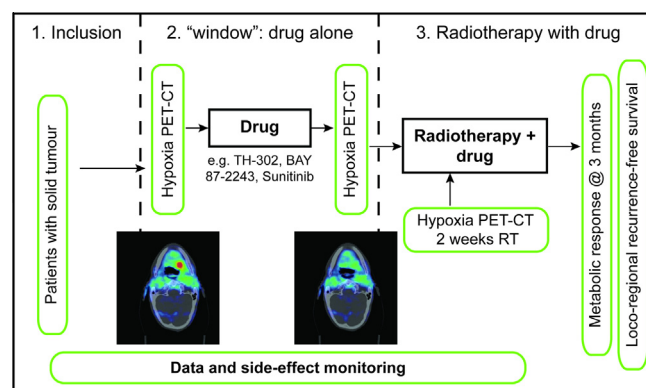 1. Inclusion
2. “window”: drug alone
3. Radiotherapy with drug
Patients with solid tumour
Hypoxia PET-CT
Drug
e.g. TH-302, BAY
87-2243, Sunitinib
Hypoxia PET-CT
Radiotherapy +
drug
Hypoxia PET-CT
2 weeks RT
Metabolic response @ 3 months
Loco-regional recurrence-free survival
Data and side-effect monitoring